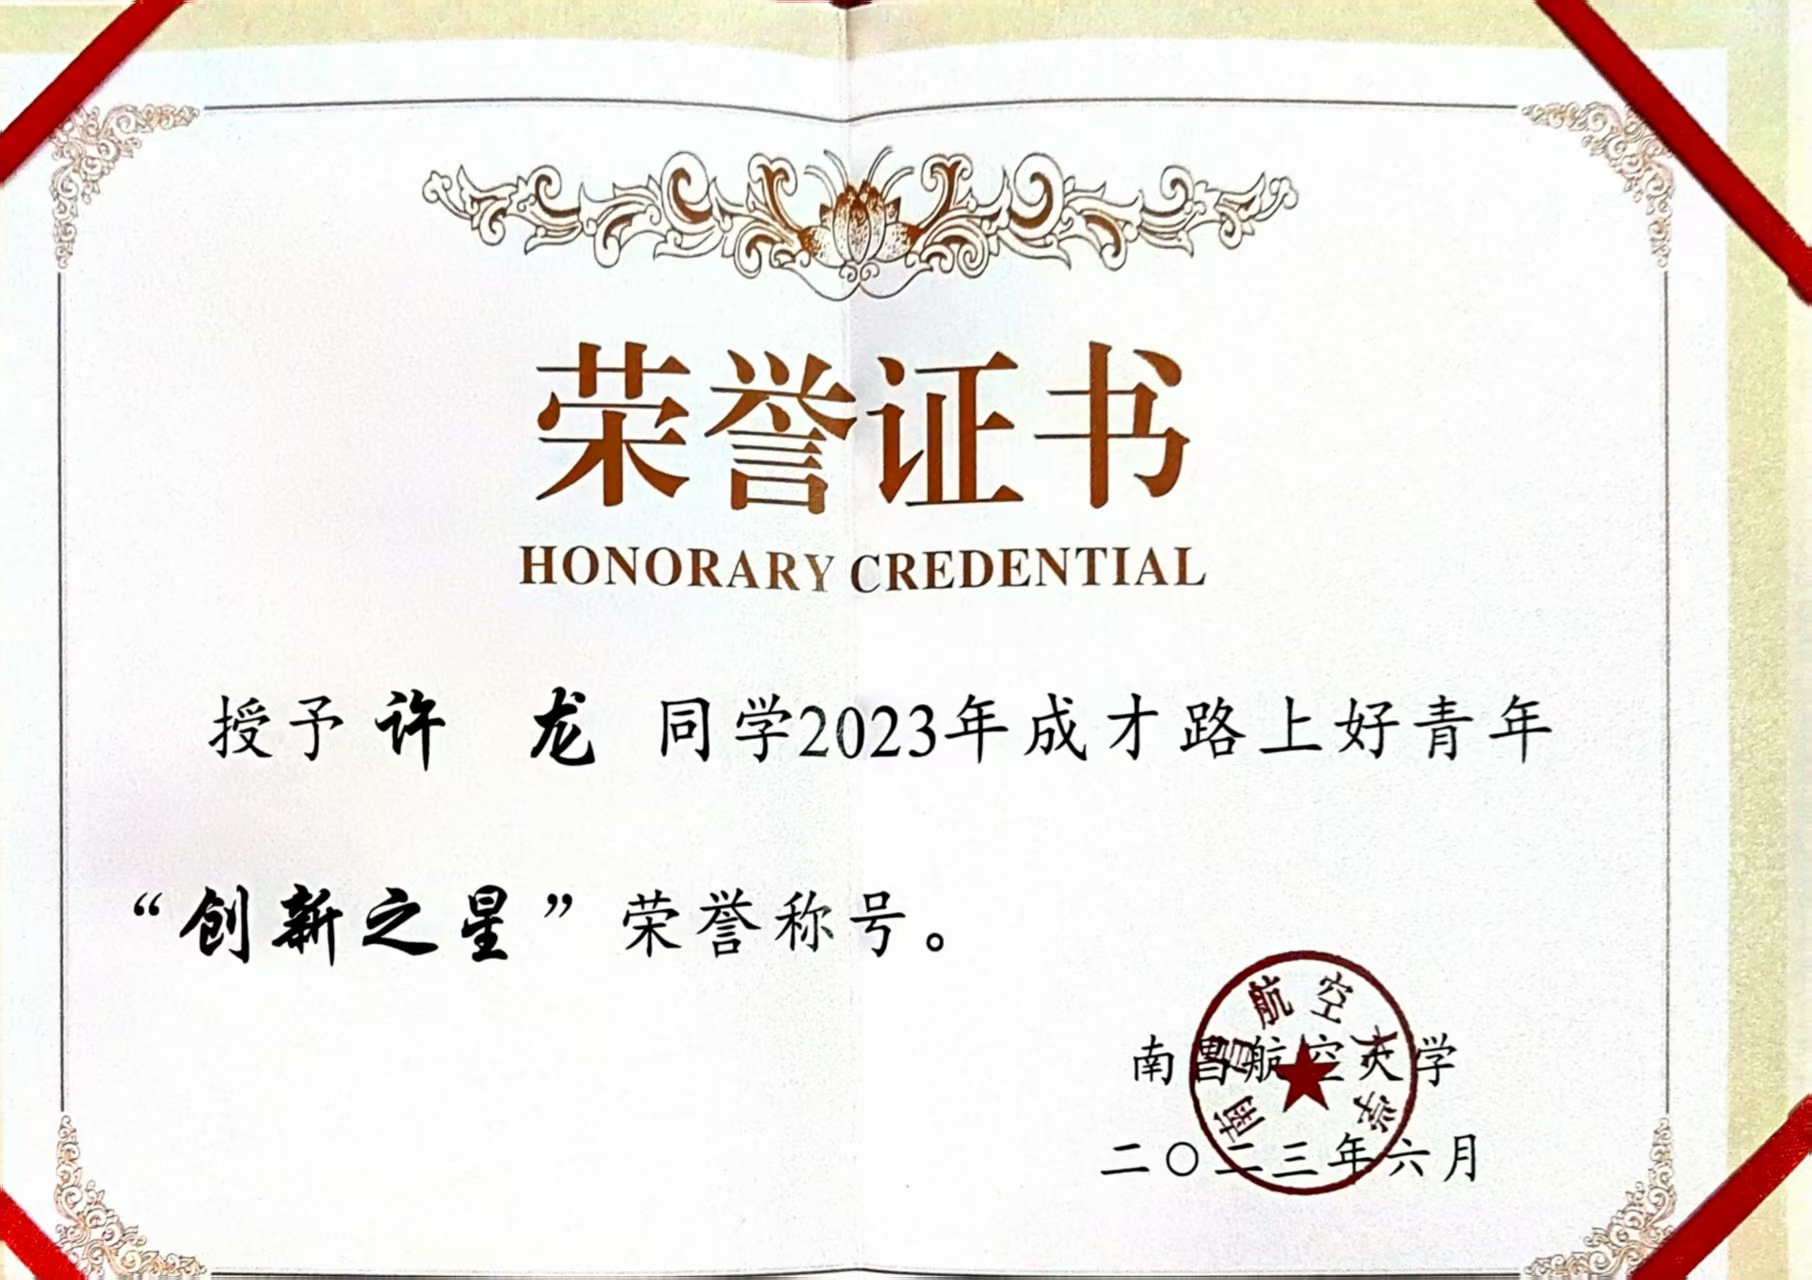 荣誉证书
HONORARY CREDENTIAL
授予 许 龙 同学2023年成才路上好青年
“创新之星”荣誉称号。
南昌航空大学
二〇二三年六月
南昌航空大学